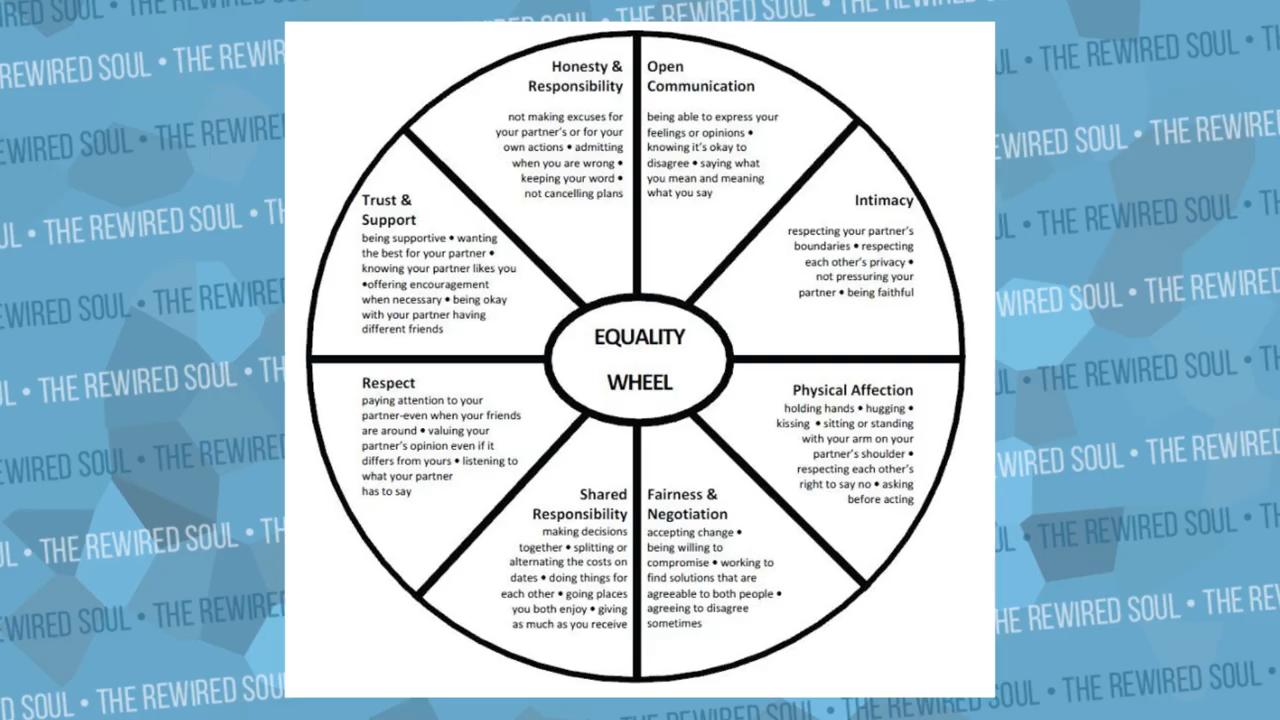 Honesty &
Responsibility
not making excuses for
your partner's or for your
own actions • admitting
when you are wrong •
keeping your word •
not cancelling plans
Open
Communication
being able to express your
feelings or opinions •
knowing it's okay to
disagree • saying what
you mean and meaning
what you say
Intimacy
respecting your partner's
boundaries • respecting
each other's privacy •
not pressuring your
partner • being faithful
Physical Affection
holding hands • hugging •
kissing • sitting or standing
with your arm on your
partner's shoulder •
respecting each other's
right to say no • asking
before acting
Fairness &
Negotiation
accepting change •
being willing to
compromise • working to
find solutions that are
agreeable to both people •
agreeing to disagree
sometimes
Shared
Responsibility
making decisions
together • splitting or
alternating the costs on
dates • doing things for
each other • going places
you both enjoy • giving
as much as you receive
Respect
paying attention to your
partner-even when your friends
are around • valuing your
partner's opinion even if it
differs from yours • listening to
what your partner
has to say
Trust &
Support
being supportive • wanting
the best for your partner •
knowing your partner likes you
•offering encouragement
when necessary • being okay
with your partner having
different friends
EQUALITY
WHEEL
REWIRED SOUL • THE REWIRED SOUL • THE REWIRED SOUL